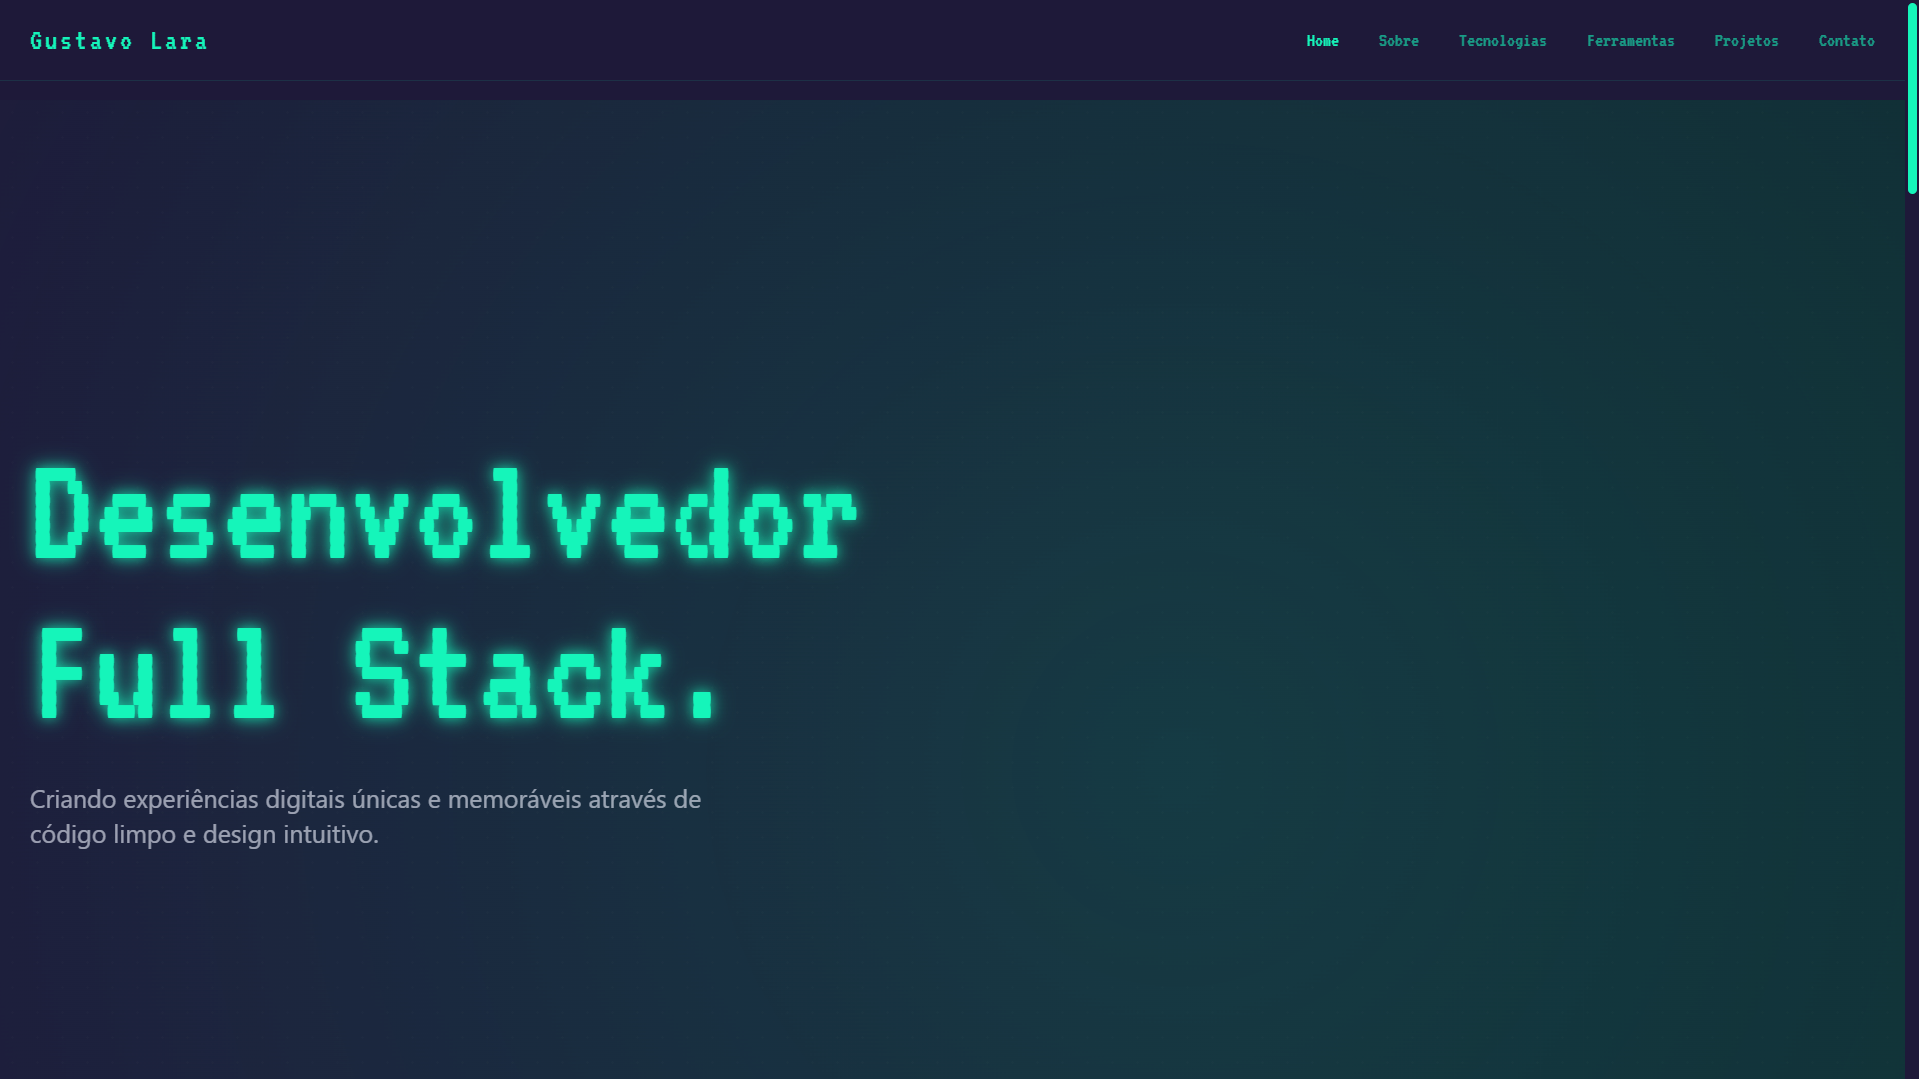 Gustavo Lara
Home Sobre Tecnologias Ferramentas Projetos Contato
Desenvolvedor
Full Stack.
Criando experiências digitais únicas e memoráveis através de
código limpo e design intuitivo.